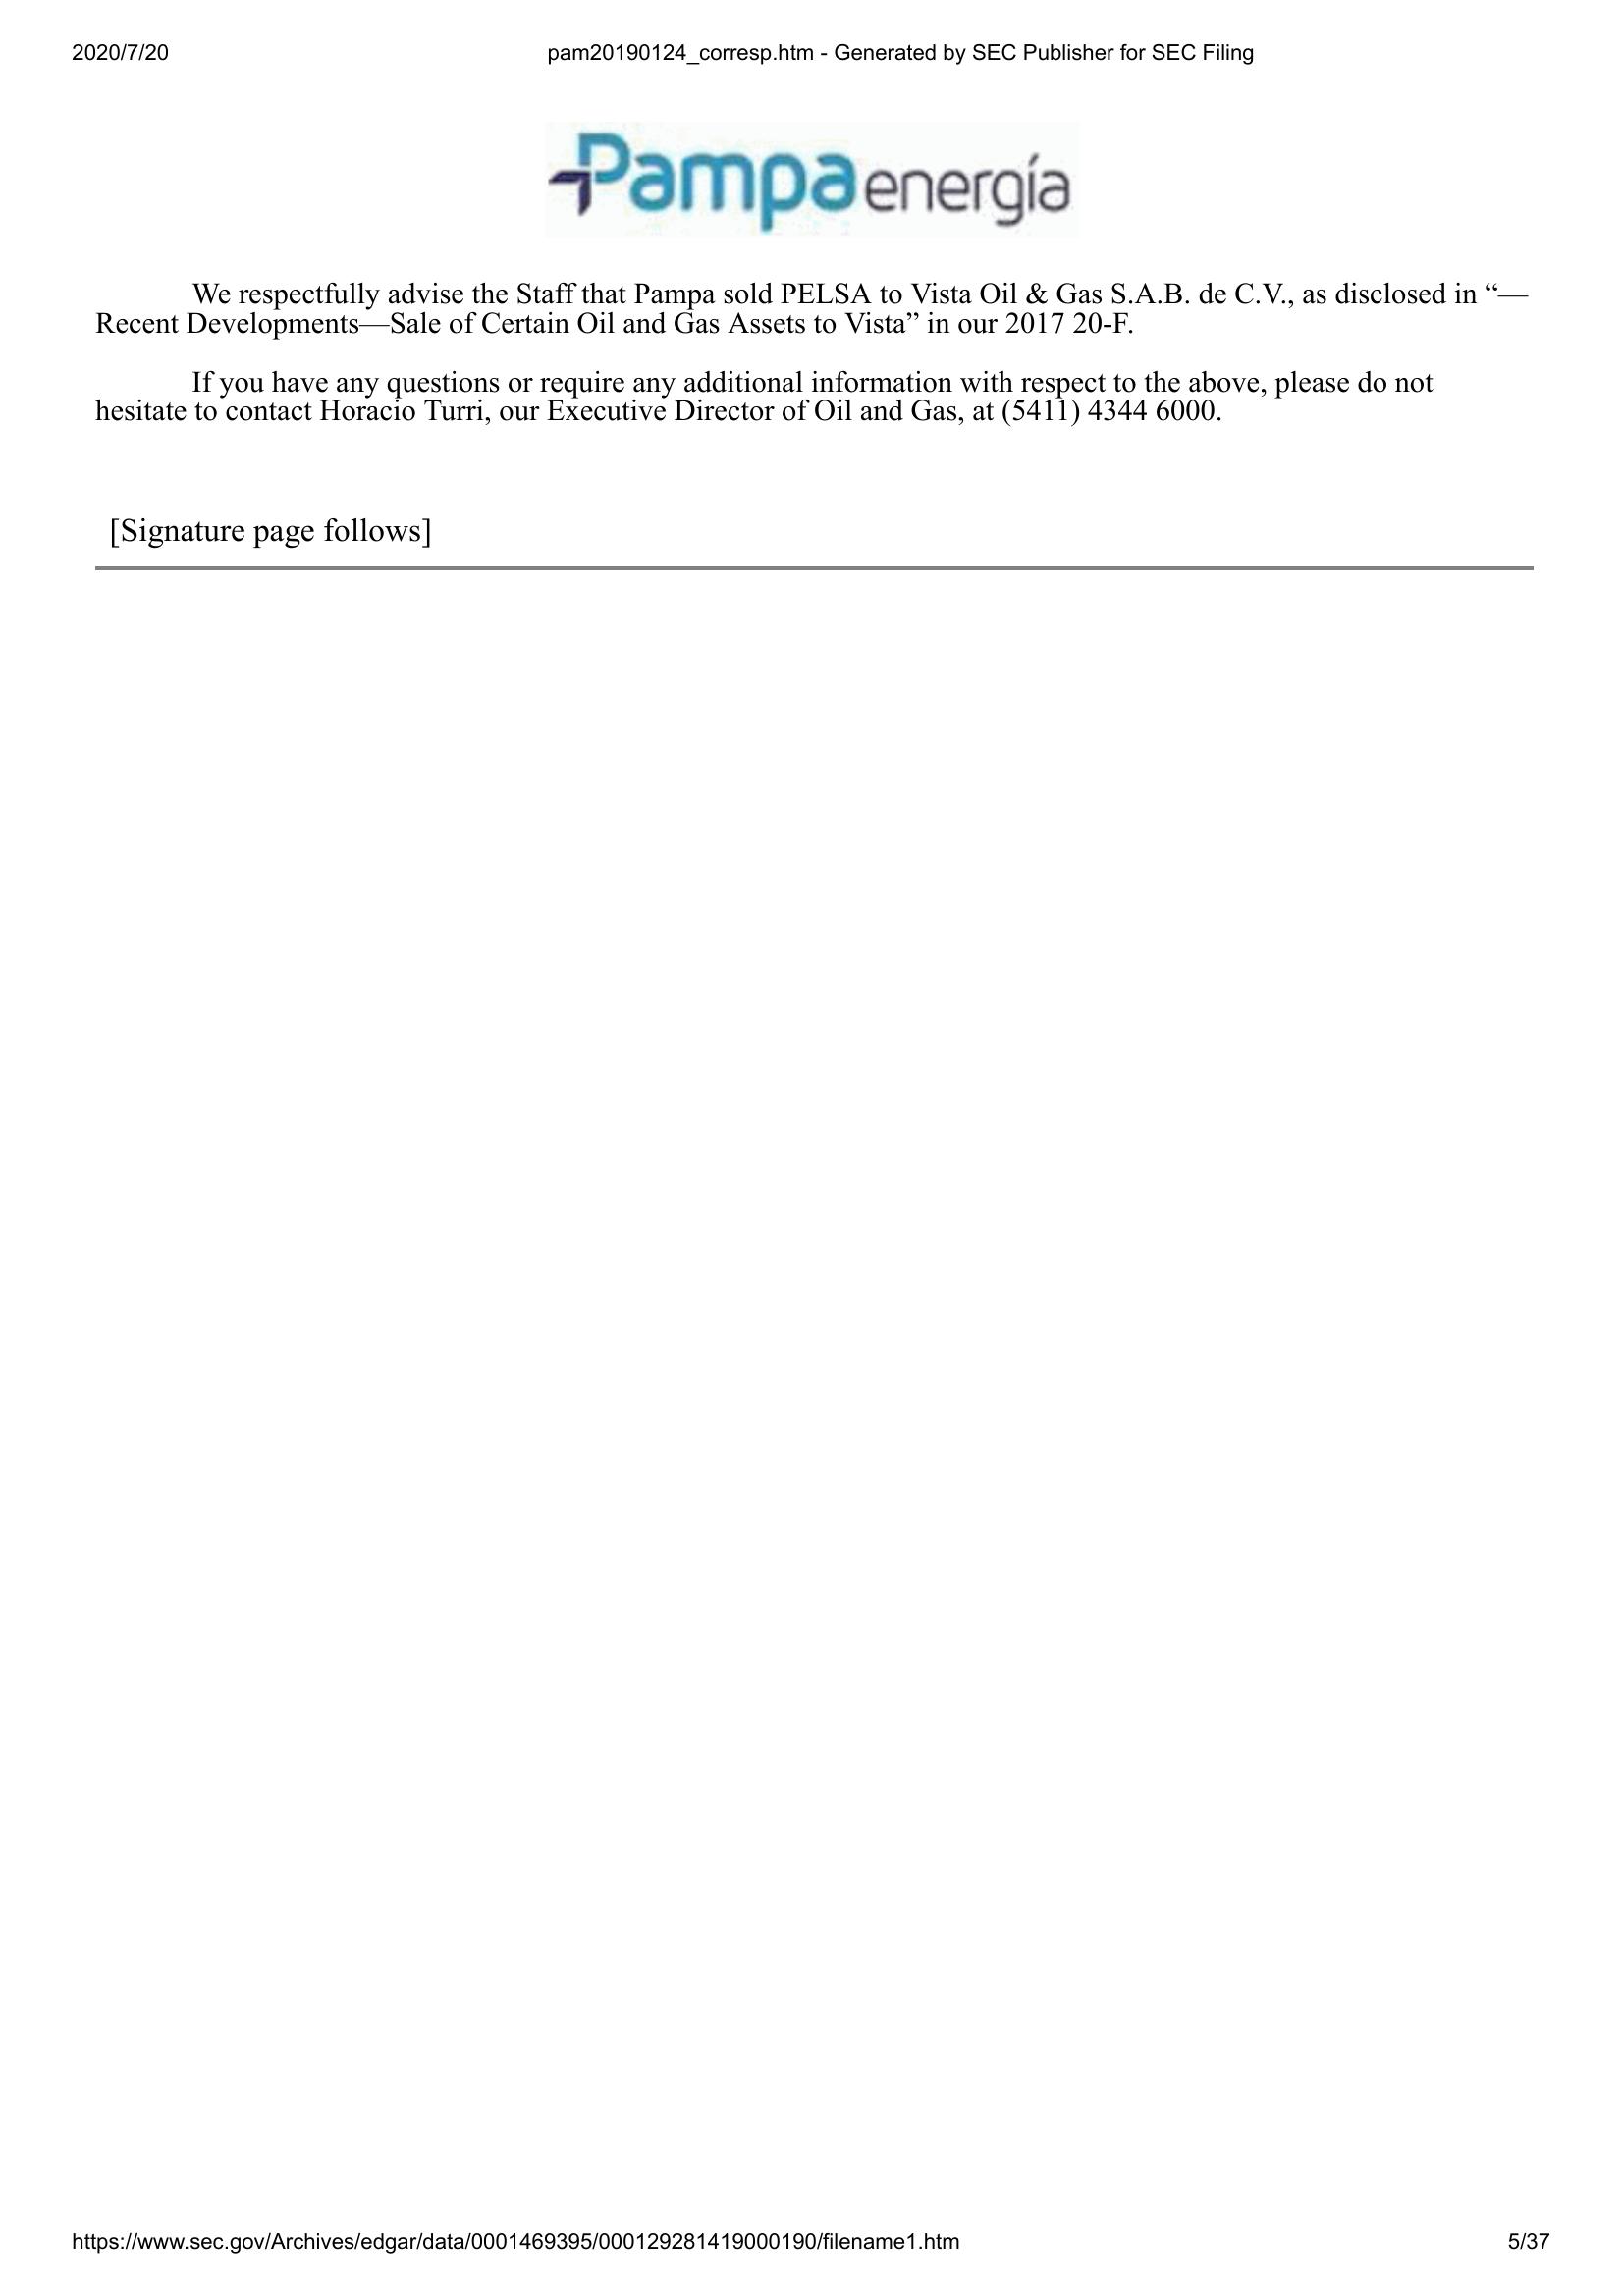 2020/7/20 pam20190124_corresp.htm - Generated by SEC Publisher for SEC Filing
Pampa energía
We respectfully advise the Staff that Pampa sold PELSA to Vista Oil & Gas S.A.B. de C.V., as disclosed in “—
Recent Developments—Sale of Certain Oil and Gas Assets to Vista” in our 2017 20-F.
If you have any questions or require any additional information with respect to the above, please do not
hesitate to contact Horacio Turri, our Executive Director of Oil and Gas, at (5411) 4344 6000.
[Signature page follows]
https://www.sec.gov/Archives/edgar/data/0001469395/000129281419000190/filename1.htm 5/37